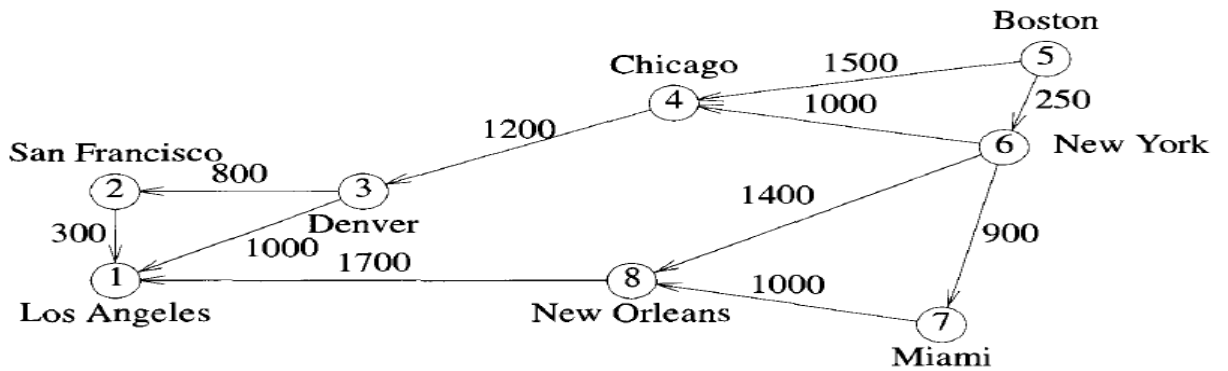 Boston
5
1500
Chicago
4
1000
250
6
New York
1200
San Francisco
2
800
3
Denver
1400
900
300
1000
1
1700
8
1000
7
Los Angeles
New Orleans
Miami